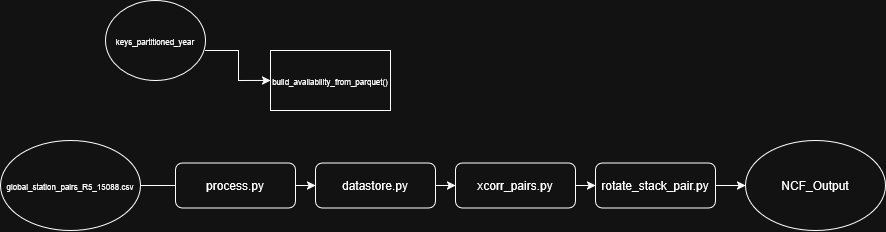 keys_partitioned_year
build_availability_from_parquet()
global_station_pairs_R5_15088.csv
process.py
datastore.py
xcorr_pairs.py
rotate_stack_pair.py
NCF_Output